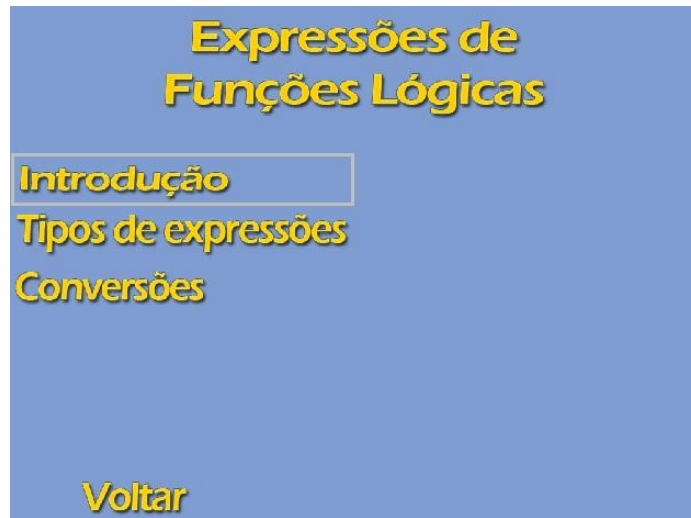 Expressões de
Funções Lógicas
Introdução
Tipos de expressões
Conversões
Voltar